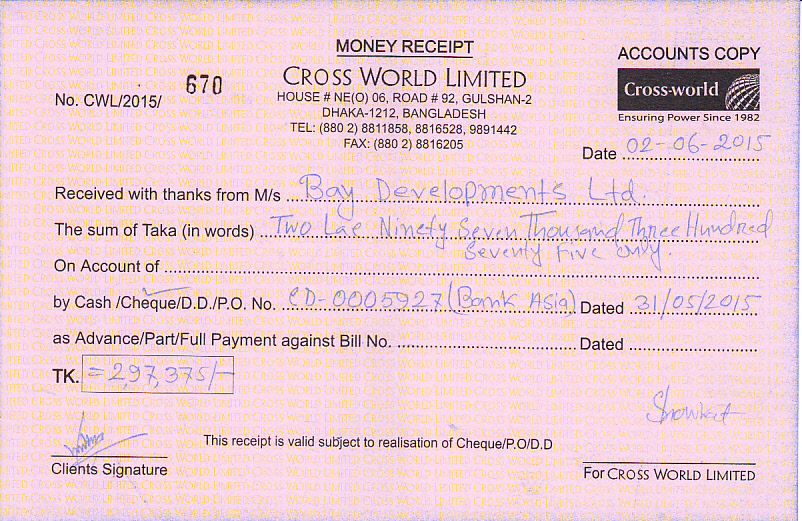 MONEY RECEIPT
ACCOUNTS COPY
No. CWL/2015/ 670
CROSS WORLD LIMITED
HOUSE # NE(O) 06, ROAD # 92, GULSHAN-2
DHAKA-1212, BANGLADESH
TEL: (880 2) 8811858, 8816528, 9891442
FAX: (880 2) 8816205
Cross-world
Ensuring Power Since 1982
Date 02-06-2015
Received with thanks from M/s Bay Developments Ltd.
The sum of Taka (in words) Two Lac Ninety Seven Thousand Three Hundred
Seventy Five only.
On Account of
by Cash /Cheque/D.D./P.O. No. CD-0005927 (Bank Asia) Dated 31/05/2015
as Advance/Part/Full Payment against Bill No. Dated
TK. =2,97,375/-
This receipt is valid subject to realisation of Cheque/P.O/D.D
Clients Signature
For CROSS WORLD LIMITED